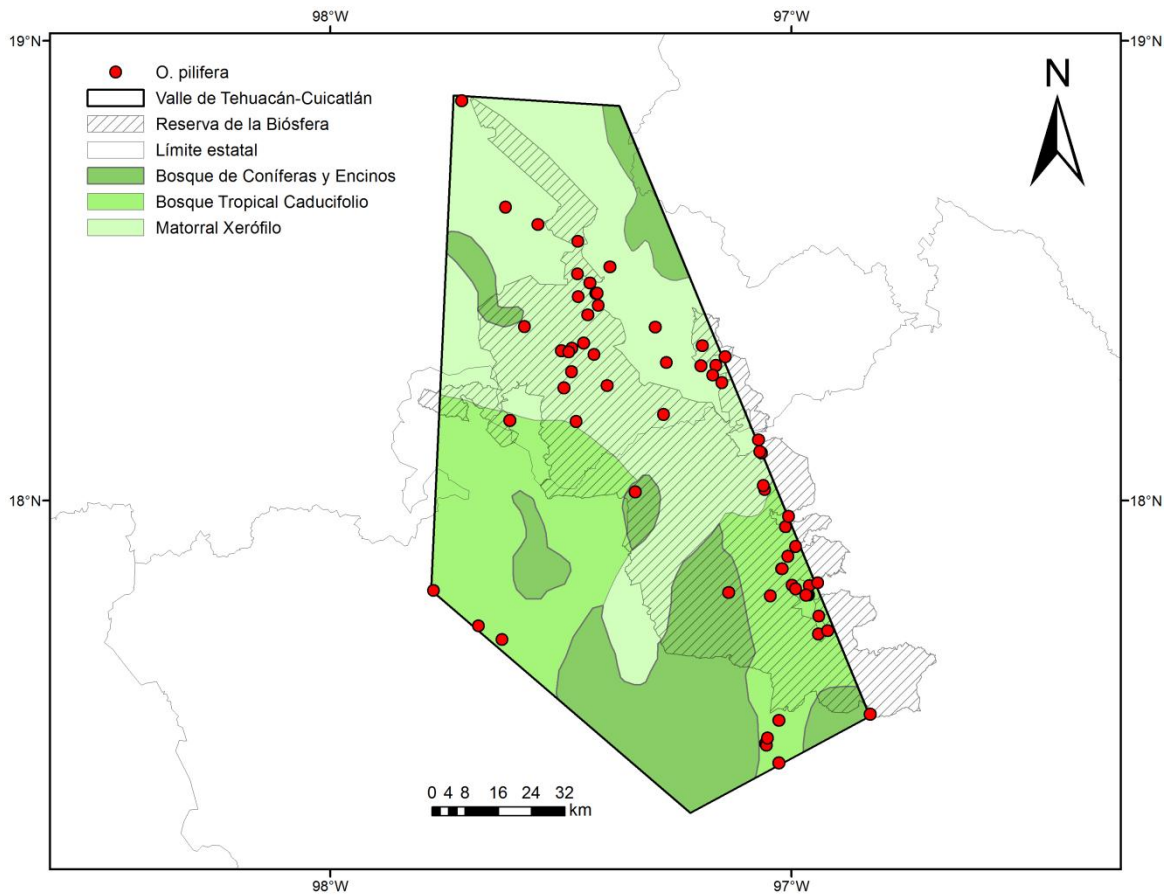 98°W 97°W
19°N 19°N
N
O. pilifera
Valle de Tehuacán-Cuicatlán
Reserva de la Biósfera
Límite estatal
Bosque de Coníferas y Encinos
Bosque Tropical Caducifolio
Matorral Xerófilo
18°N 18°N
0 4 8 16 24 32
km
98°W 97°W